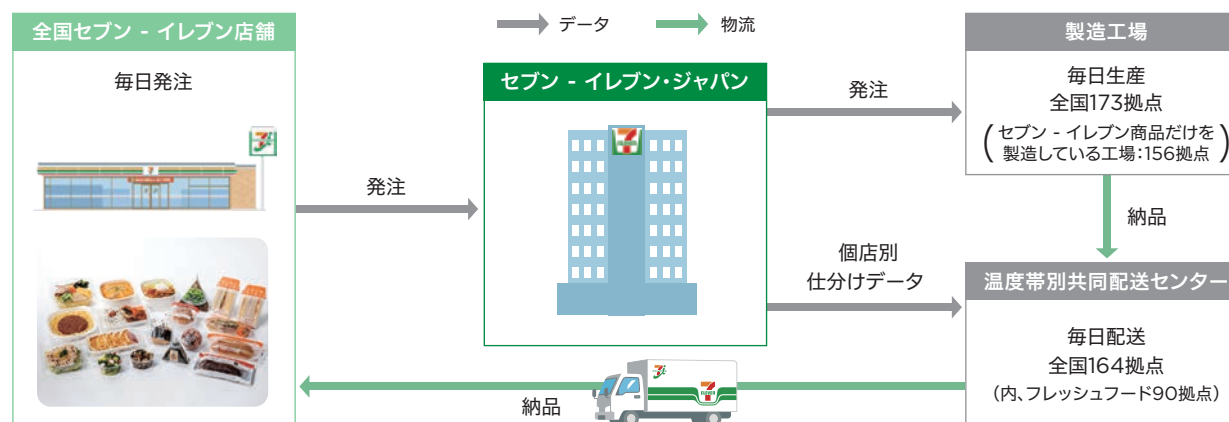 全国セブン‐イレブン店舗
毎日発注
データ
物流
発注
セブン‐イレブン・ジャパン
7
ELEVEN
発注
個店別
仕分けデータ
製造工場
毎日生産
全国173拠点
(セブン‐イレブン商品だけを
製造している工場:156拠点)
納品
温度帯別共同配送センター
毎日配送
全国164拠点
(内、フレッシュフード90拠点)
納品